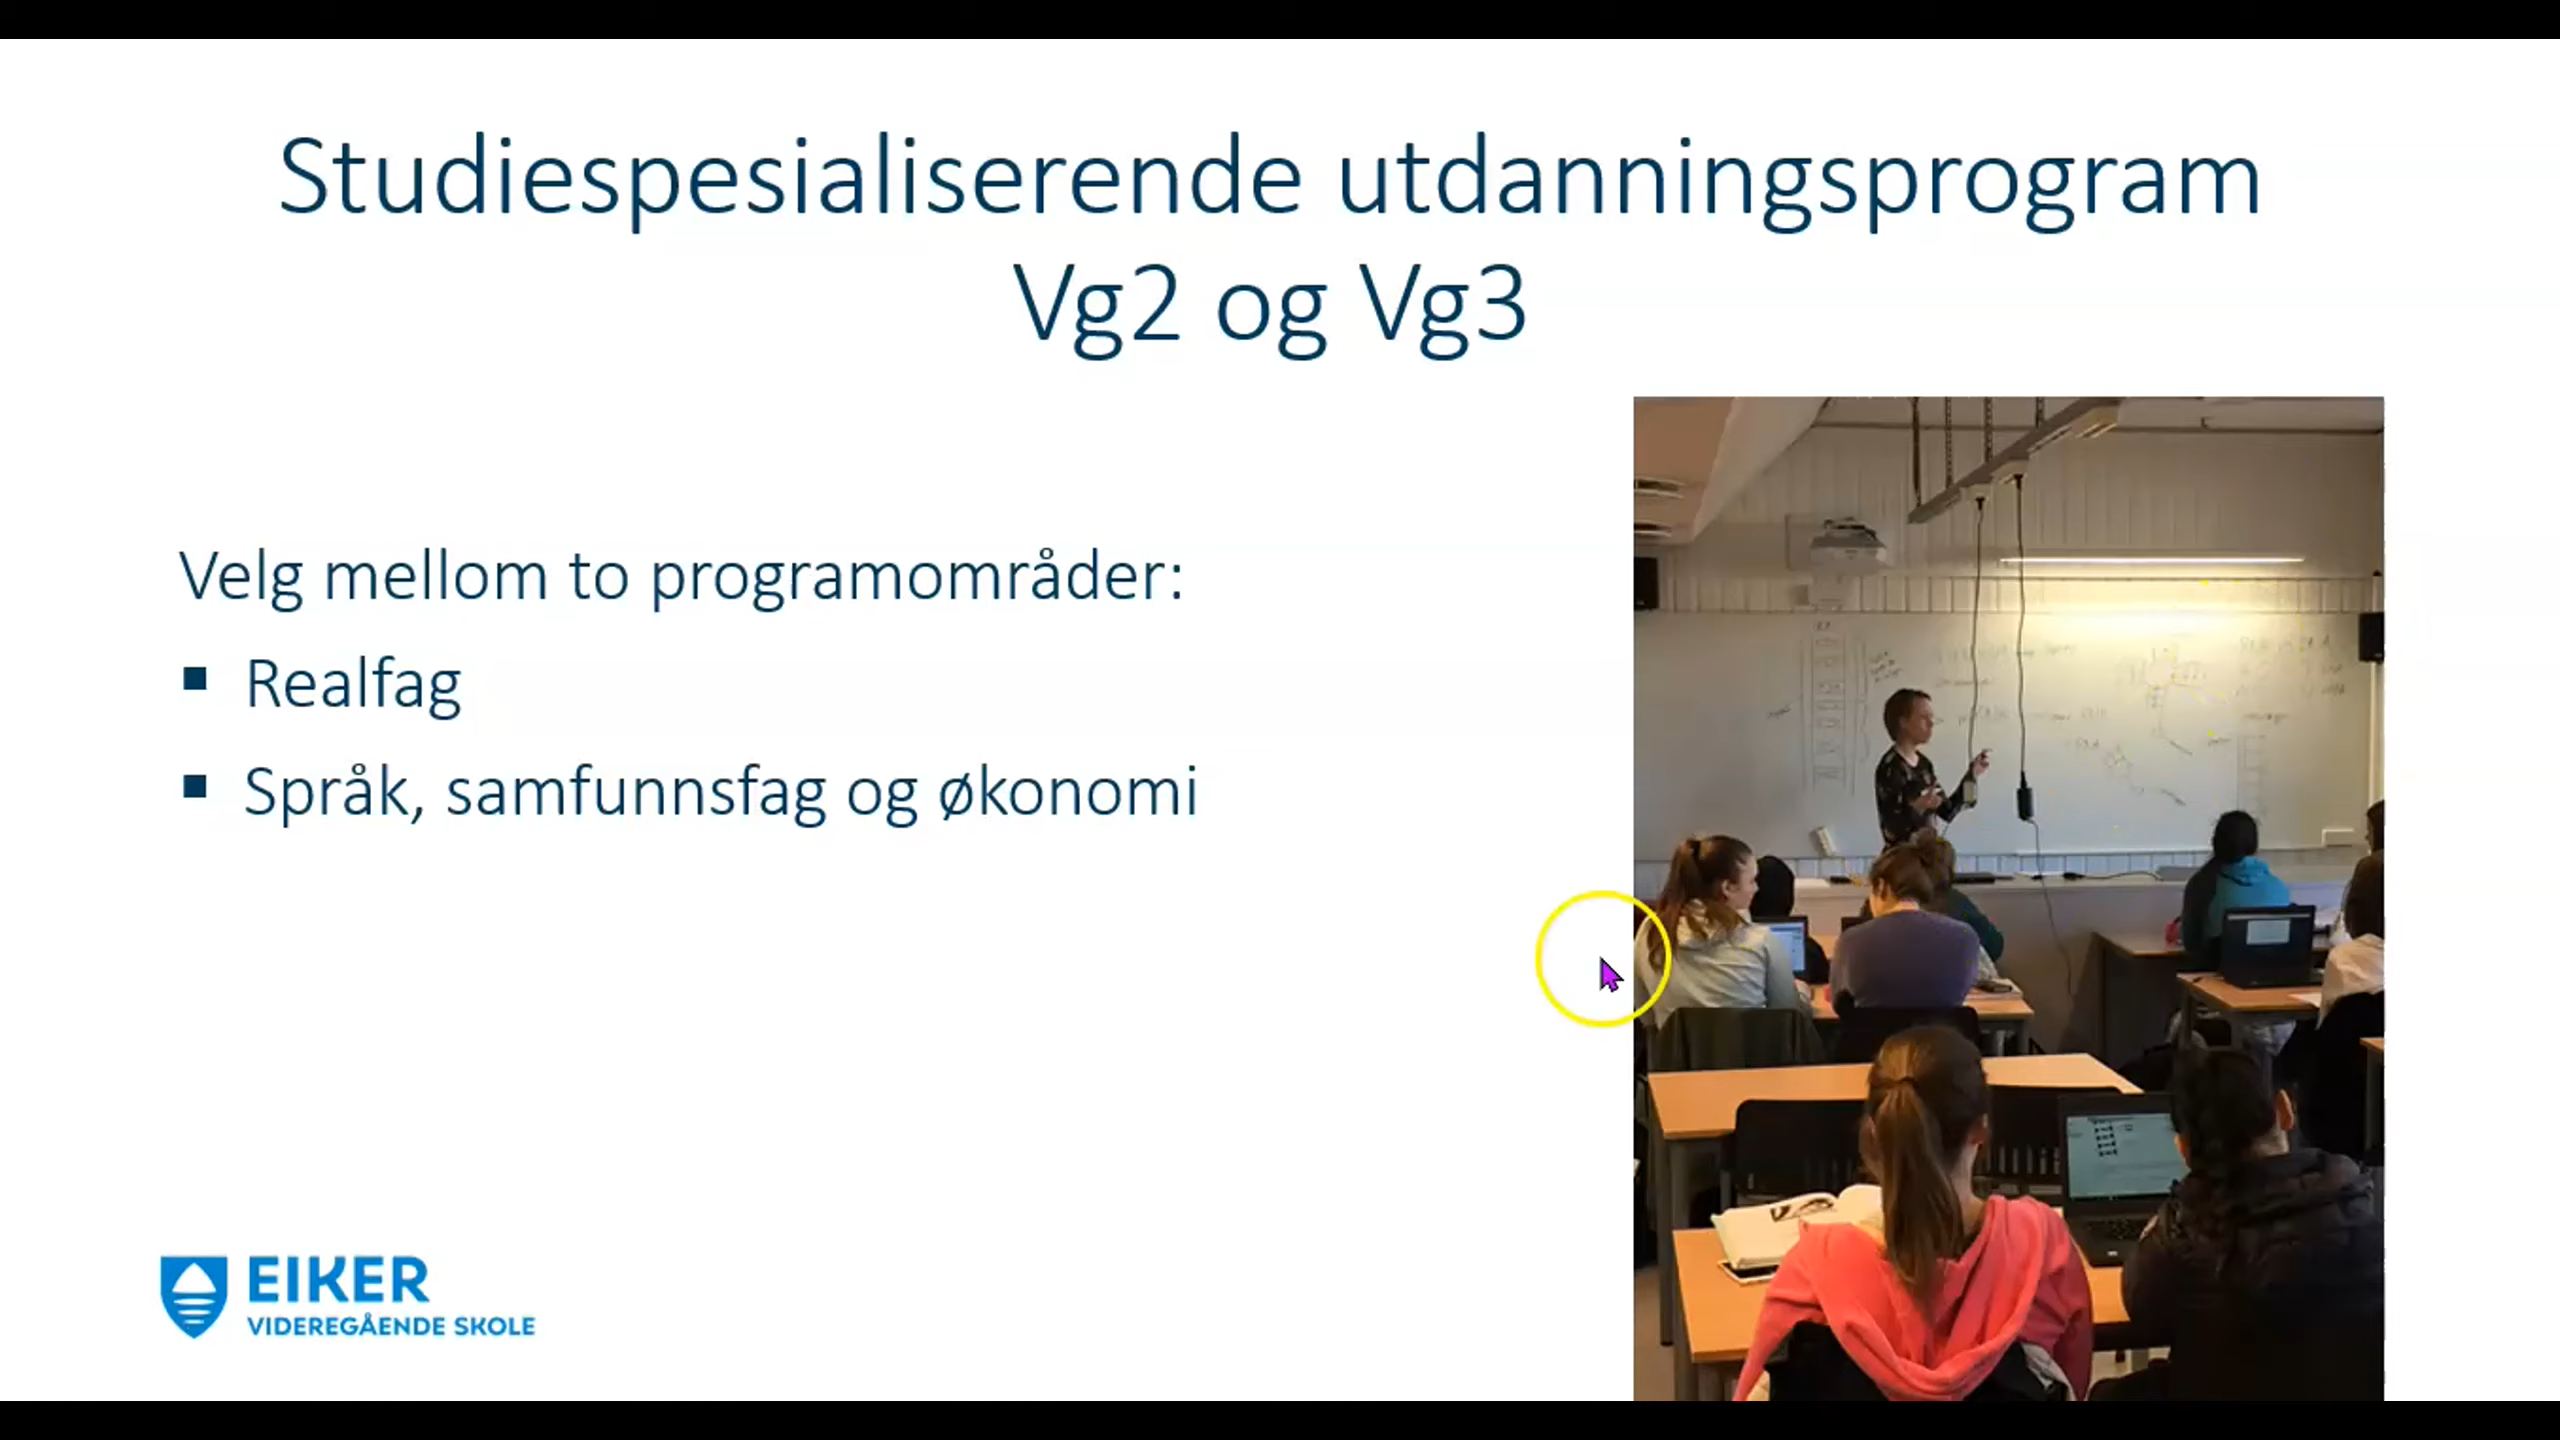 Studiespesialiserende utdanningsprogram
Vg2 og Vg3
Velg mellom to programområder:
▪ Realfag
▪ Språk, samfunnsfag og økonomi
EIKER
VIDEREGÅENDE SKOLE